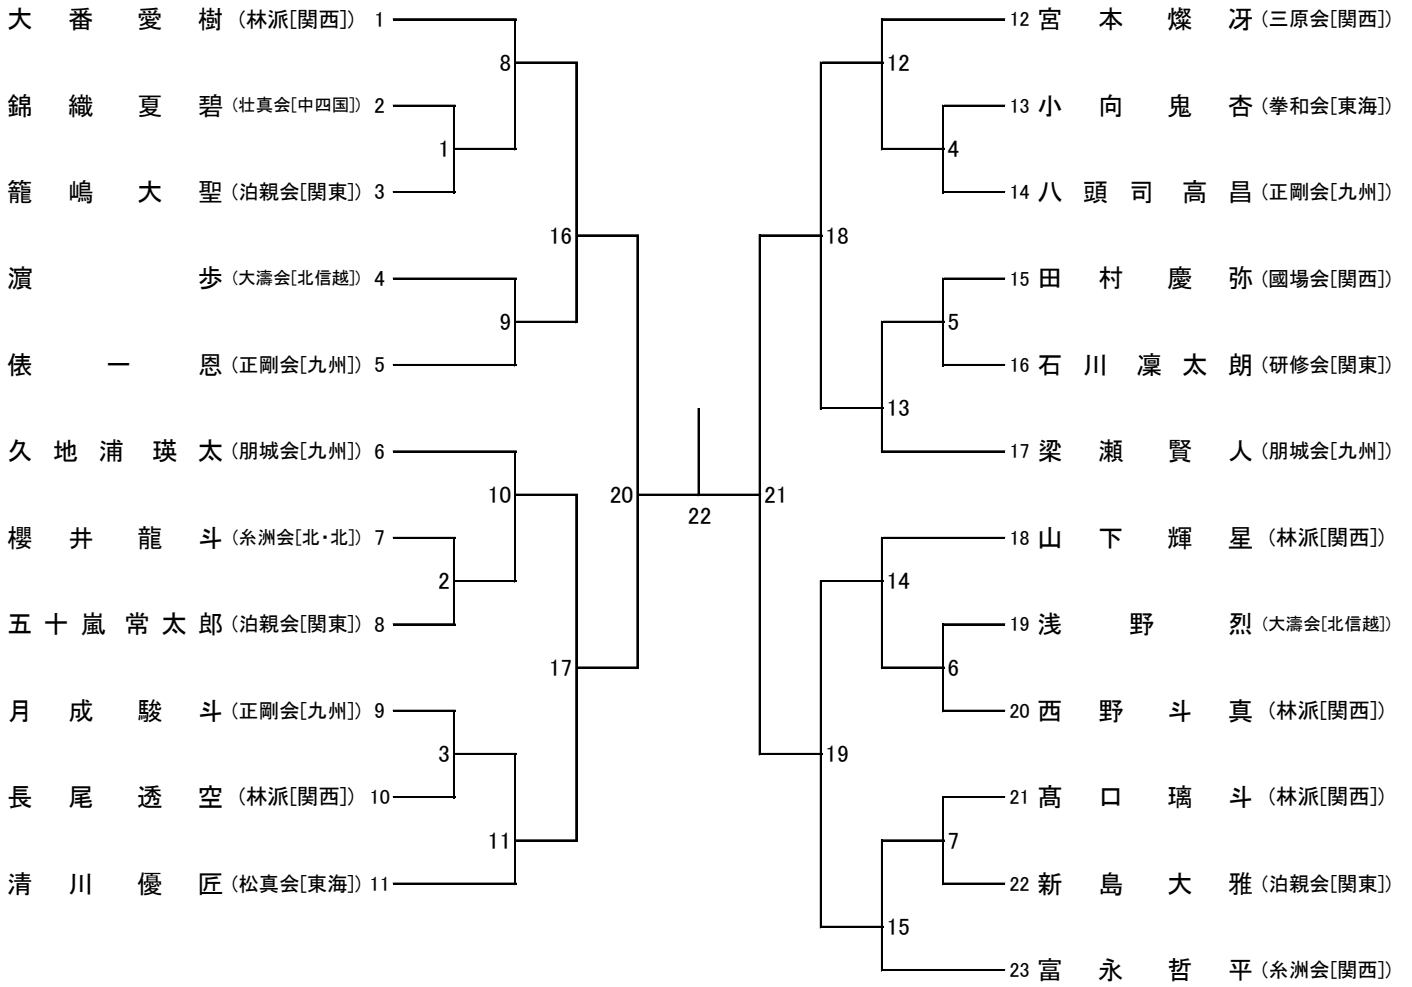 大番愛樹 (林派[関西]) 1
錦織夏碧 (壮真会[中四国]) 2
籠嶋大聖 (泊親会[関東]) 3
濵歩 (大濤会[北信越]) 4
俵一恩 (正剛会[九州]) 5
久地浦瑛太 (朋城会[九州]) 6
櫻井龍斗 (糸洲会[北・北]) 7
五十嵐常太郎 (泊親会[関東]) 8
月成駿斗 (正剛会[九州]) 9
長尾透空 (林派[関西]) 10
清川優匠 (松真会[東海]) 11
8
1
16
9
10
2
20
17
3
11
22
12 宮本燦冴 (三原会[関西])
13 小向鬼杏 (拳和会[東海])
14 八頭司高昌 (正剛会[九州])
15 田村慶弥 (國場会[関西])
16 石川凜太朗 (研修会[関東])
17 梁瀬賢人 (朋城会[九州])
18 山下輝星 (林派[関西])
19 浅野烈 (大濤会[北信越])
20 西野斗真 (林派[関西])
21 髙口璃斗 (林派[関西])
22 新島大雅 (泊親会[関東])
23 富永哲平 (糸洲会[関西])
12
4
18
5
13
21
14
6
19
7
15